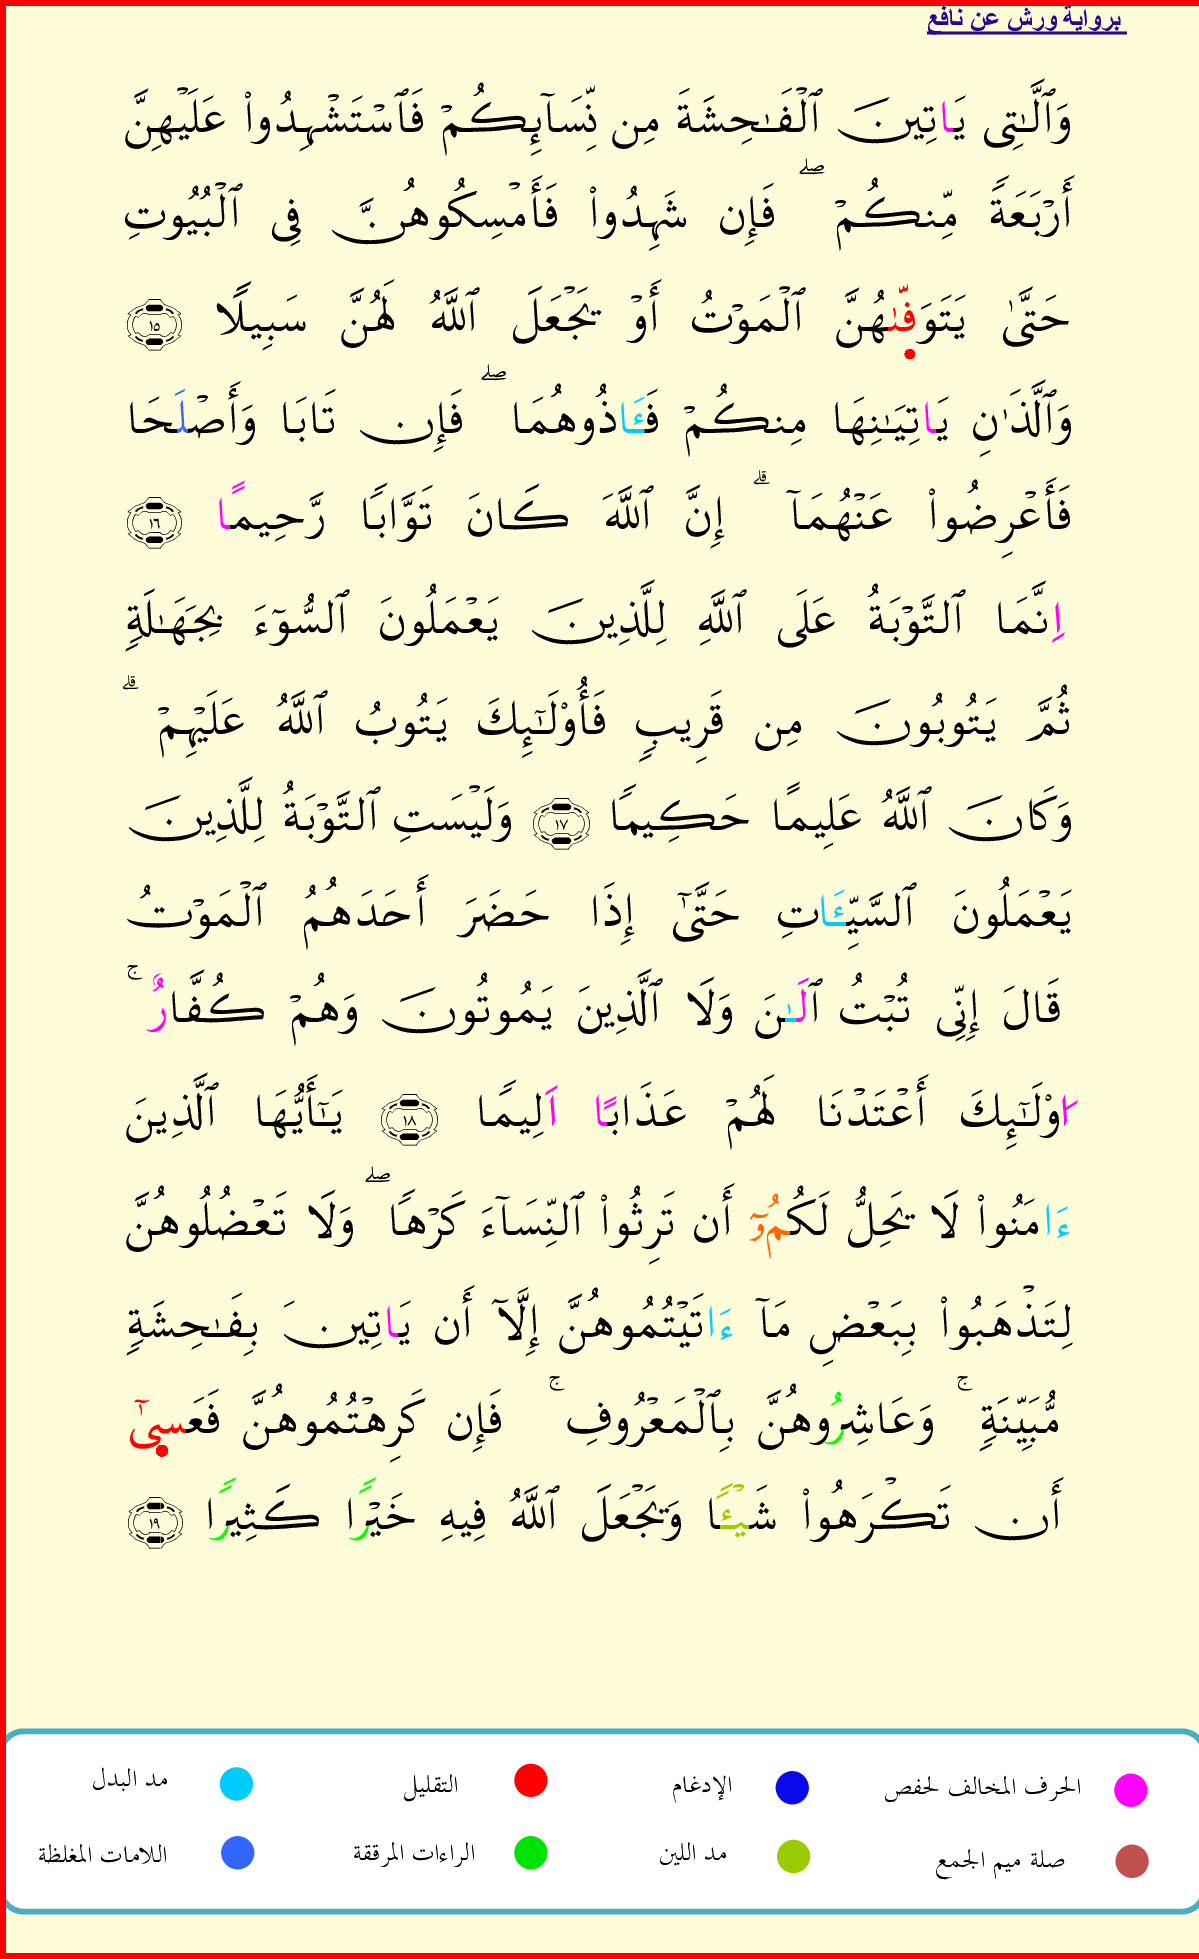 برواية ورش عن نافع
وَٱلَّٰتِى يَاتِينَ ٱلْفَٰحِشَةَ مِن نِّسَآئِكُمْ فَٱسْتَشْهِدُواْ عَلَيْهِنَّ
أَرْبَعَةً مِّنكُمْ ۖ فَإِن شَهِدُواْ فَأَمْسِكُوهُنَّ فِى ٱلْبُيُوتِ
حَتَّىٰ يَتَوَفّىٰهُنَّ ٱلْمَوْتُ أَوْ يَجْعَلَ ٱللَّهُ لَهُنَّ سَبِيلًا ١٥
وَٱلَّذَٰنِ يَاتِيَٰنِهَا مِنكُمْ فَـَٔاذُوهُمَا ۖ فَإِن تَابَا وَأَصْلَحَا
فَأَعْرِضُواْ عَنْهُمَآ ۗ إِنَّ ٱللَّهَ كَانَ تَوَّابًا رَّحِيمًا ١٦
اِنَّمَا ٱلتَّوْبَةُ عَلَى ٱللَّهِ لِلَّذِينَ يَعْمَلُونَ ٱلسُّوٓءَ بِجَهَٰلَةٍ
ثُمَّ يَتُوبُونَ مِن قَرِيبٍ فَأُوْلَٰٓئِكَ يَتُوبُ ٱللَّهُ عَلَيْهِمْ ۗ
وَكَانَ ٱللَّهُ عَلِيمًا حَكِيمًا ١٧ وَلَيْسَتِ ٱلتَّوْبَةُ لِلَّذِينَ
يَعْمَلُونَ ٱلسَّيِّـَٔاتِ حَتَّىٰٓ إِذَا حَضَرَ أَحَدَهُمُ ٱلْمَوْتُ
قَالَ إِنِّى تُبْتُ ٱلَـٰنَ وَلَا ٱلَّذِينَ يَمُوتُونَ وَهُمْ كُفَّارٌ ۚ
اوْلَٰٓئِكَ أَعْتَدْنَا لَهُمْ عَذَابًا اَلِيمًا ١٨ يَٰٓأَيُّهَا ٱلَّذِينَ
ءَامَنُواْ لَا يَحِلُّ لَكُمُۥٓ أَن تَرِثُواْ ٱلنِّسَآءَ كَرْهًا ۖ وَلَا تَعْضُلُوهُنَّ
لِتَذْهَبُواْ بِبَعْضِ مَآ ءَاتَيْتُمُوهُنَّ إِلَّآ أَن يَاتِينَ بِفَٰحِشَةٍ
مُّبَيِّنَةٍ ۚ وَعَاشِرُوهُنَّ بِٱلْمَعْرُوفِ ۚ فَإِن كَرِهْتُمُوهُنَّ فَعَسىٰٓ
أَن تَكْرَهُواْ شَيْـًٔا وَيَجْعَلَ ٱللَّهُ فِيهِ خَيْرًا كَثِيرًا ١٩
الحرف المخالف لحفص الإدغام التقليل مد البدل
صلة ميم الجمع مد اللين الراءات المرققة اللامات المغلظة